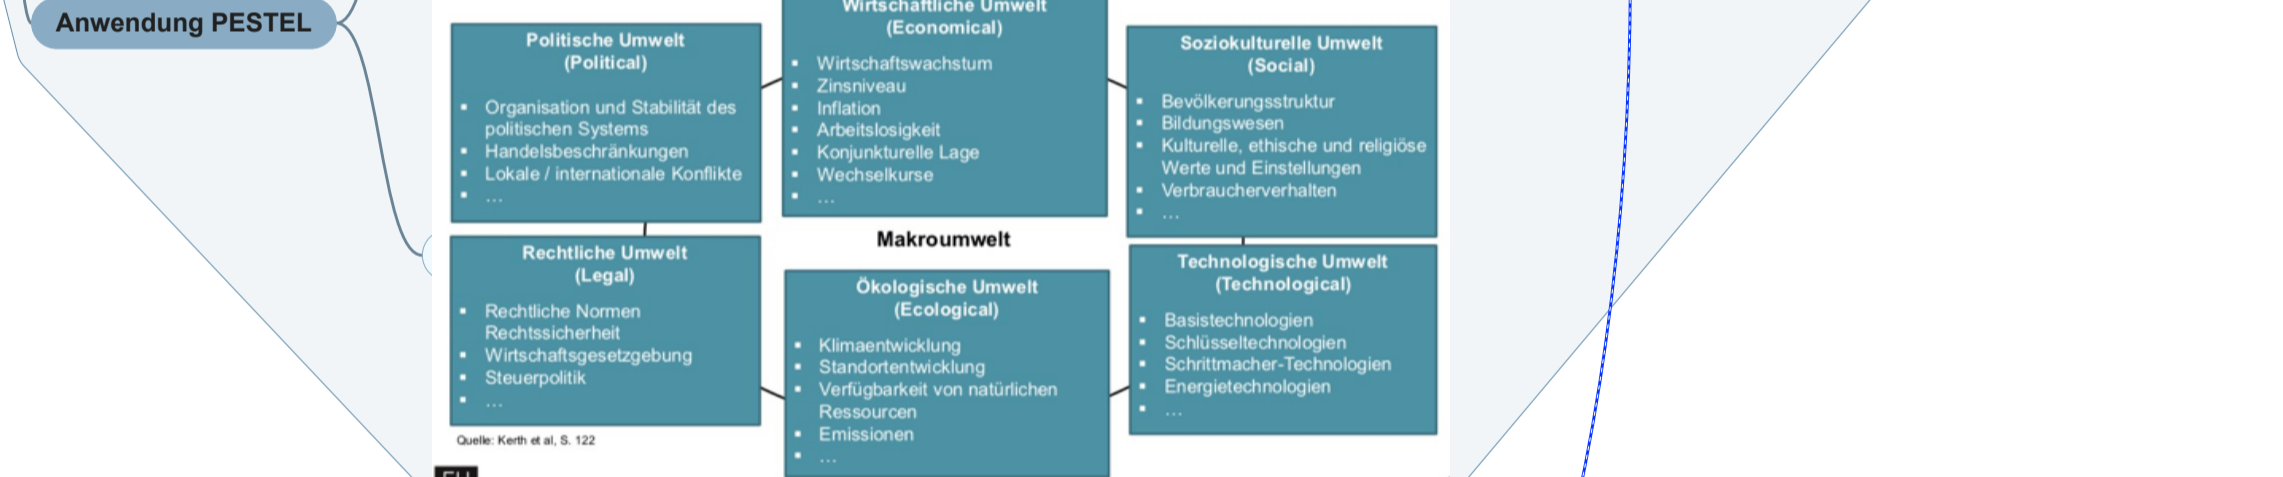 Anwendung PESTEL
Politische Umwelt
(Political)
Organisation und Stabilität des
politischen Systems
Handelsbeschränkungen
Lokale / internationale Konflikte
...
Wirtschaftliche Umwelt
(Economical)
Wirtschaftswachstum
Zinsniveau
Inflation
Arbeitslosigkeit
Konjunkturelle Lage
Wechselkurse
...
Soziokulturelle Umwelt
(Social)
Bevölkerungsstruktur
Bildungswesen
Kulturelle, ethische und religiöse
Werte und Einstellungen
Verbraucherverhalten
...
Makroumwelt
Rechtliche Umwelt
(Legal)
Rechtliche Normen
Rechtssicherheit
Wirtschaftsgesetzgebung
Steuerpolitik
...
Ökologische Umwelt
(Ecological)
Klimaentwicklung
Standortentwicklung
Verfügbarkeit von natürlichen
Ressourcen
Emissionen
...
Technologische Umwelt
(Technological)
Basistechnologien
Schlüsseltechnologien
Schrittmacher-Technologien
Energietechnologien
...
Quelle: Kerth et al, S. 122